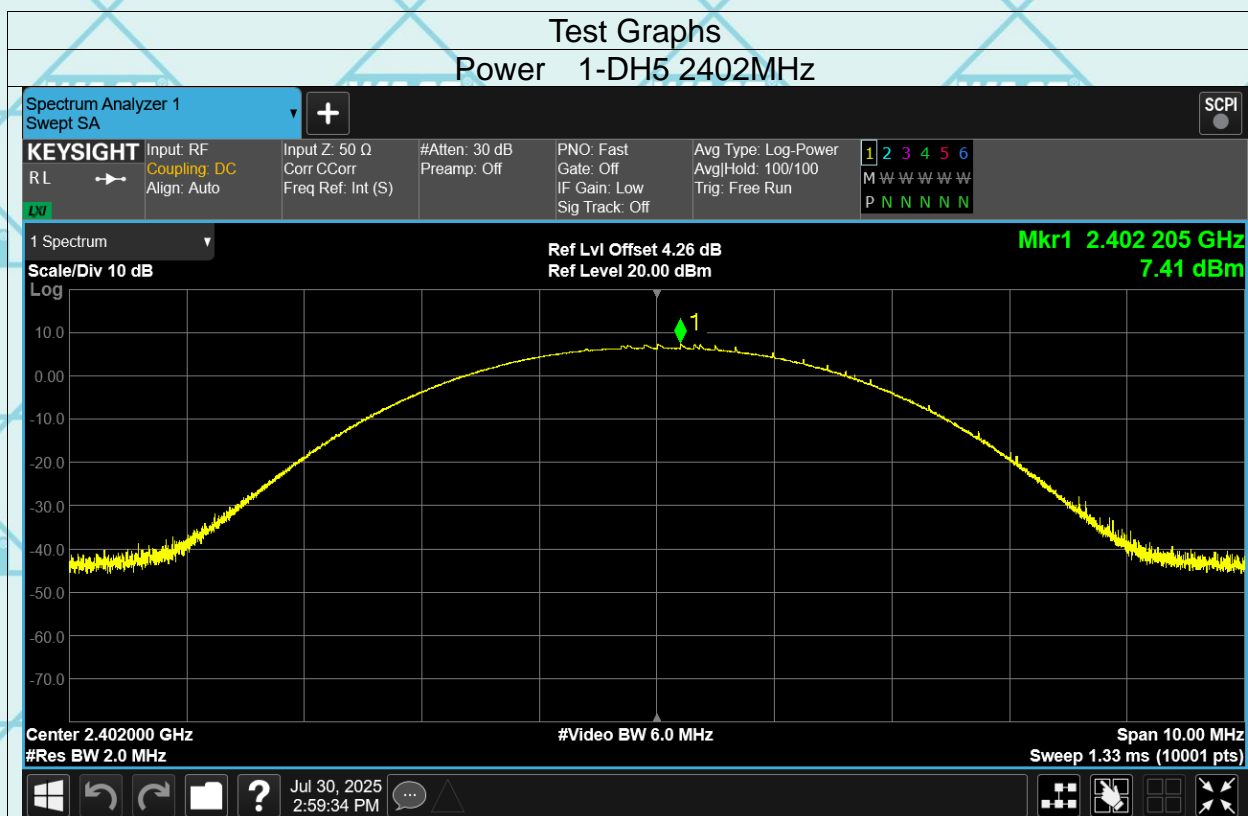 Test Graphs
Power 1-DH5 2402MHz
Spectrum Analyzer 1
Swept SA
SCPI
KEYSIGHT
RL
LXI
Input: RF
Coupling: DC
Align: Auto
Input Z: 50 Ω
Corr CCorr
Freq Ref: Int (S)
#Atten: 30 dB
Preamp: Off
PNO: Fast
Gate: Off
IF Gain: Low
Sig Track: Off
Avg Type: Log-Power
Avg|Hold: 100/100
Trig: Free Run
1 2 3 4 5 6
M W W W W W
P N N N N N
1 Spectrum
Scale/Div 10 dB
Log
Ref Lvl Offset 4.26 dB
Ref Level 20.00 dBm
Mkr1 2.402 205 GHz
7.41 dBm
1
10.0
0.00
-10.0
-20.0
-30.0
-40.0
-50.0
-60.0
-70.0
Center 2.402000 GHz
#Res BW 2.0 MHz
#Video BW 6.0 MHz
Span 10.00 MHz
Sweep 1.33 ms (10001 pts)
?
Jul 30, 2025
2:59:34 PM